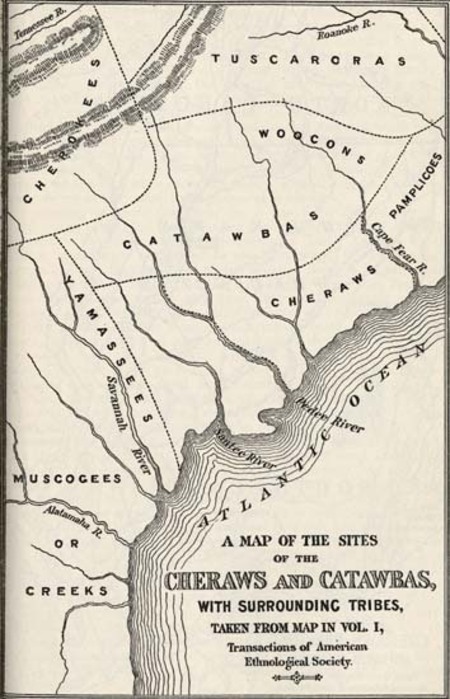 Tennessee R.
Roanoke R.
TUSCARORAS
CHEROKEES
WOOCONS
PAMPLICOES
CATAWBAS
Cape Fear R.
CHERAWS
YAMASSEES
Savannah River
Pedee River
Santee River
ATLANTIC OCEAN
MUSCOGEES
Alatamaha R.
OR
CREEKS
A MAP OF THE SITES
OF THE
CHERAWS AND CATAWBAS,
WITH SURROUNDING TRIBES,
TAKEN FROM MAP IN VOL. I,
Transactions of American
Ethnological Society.